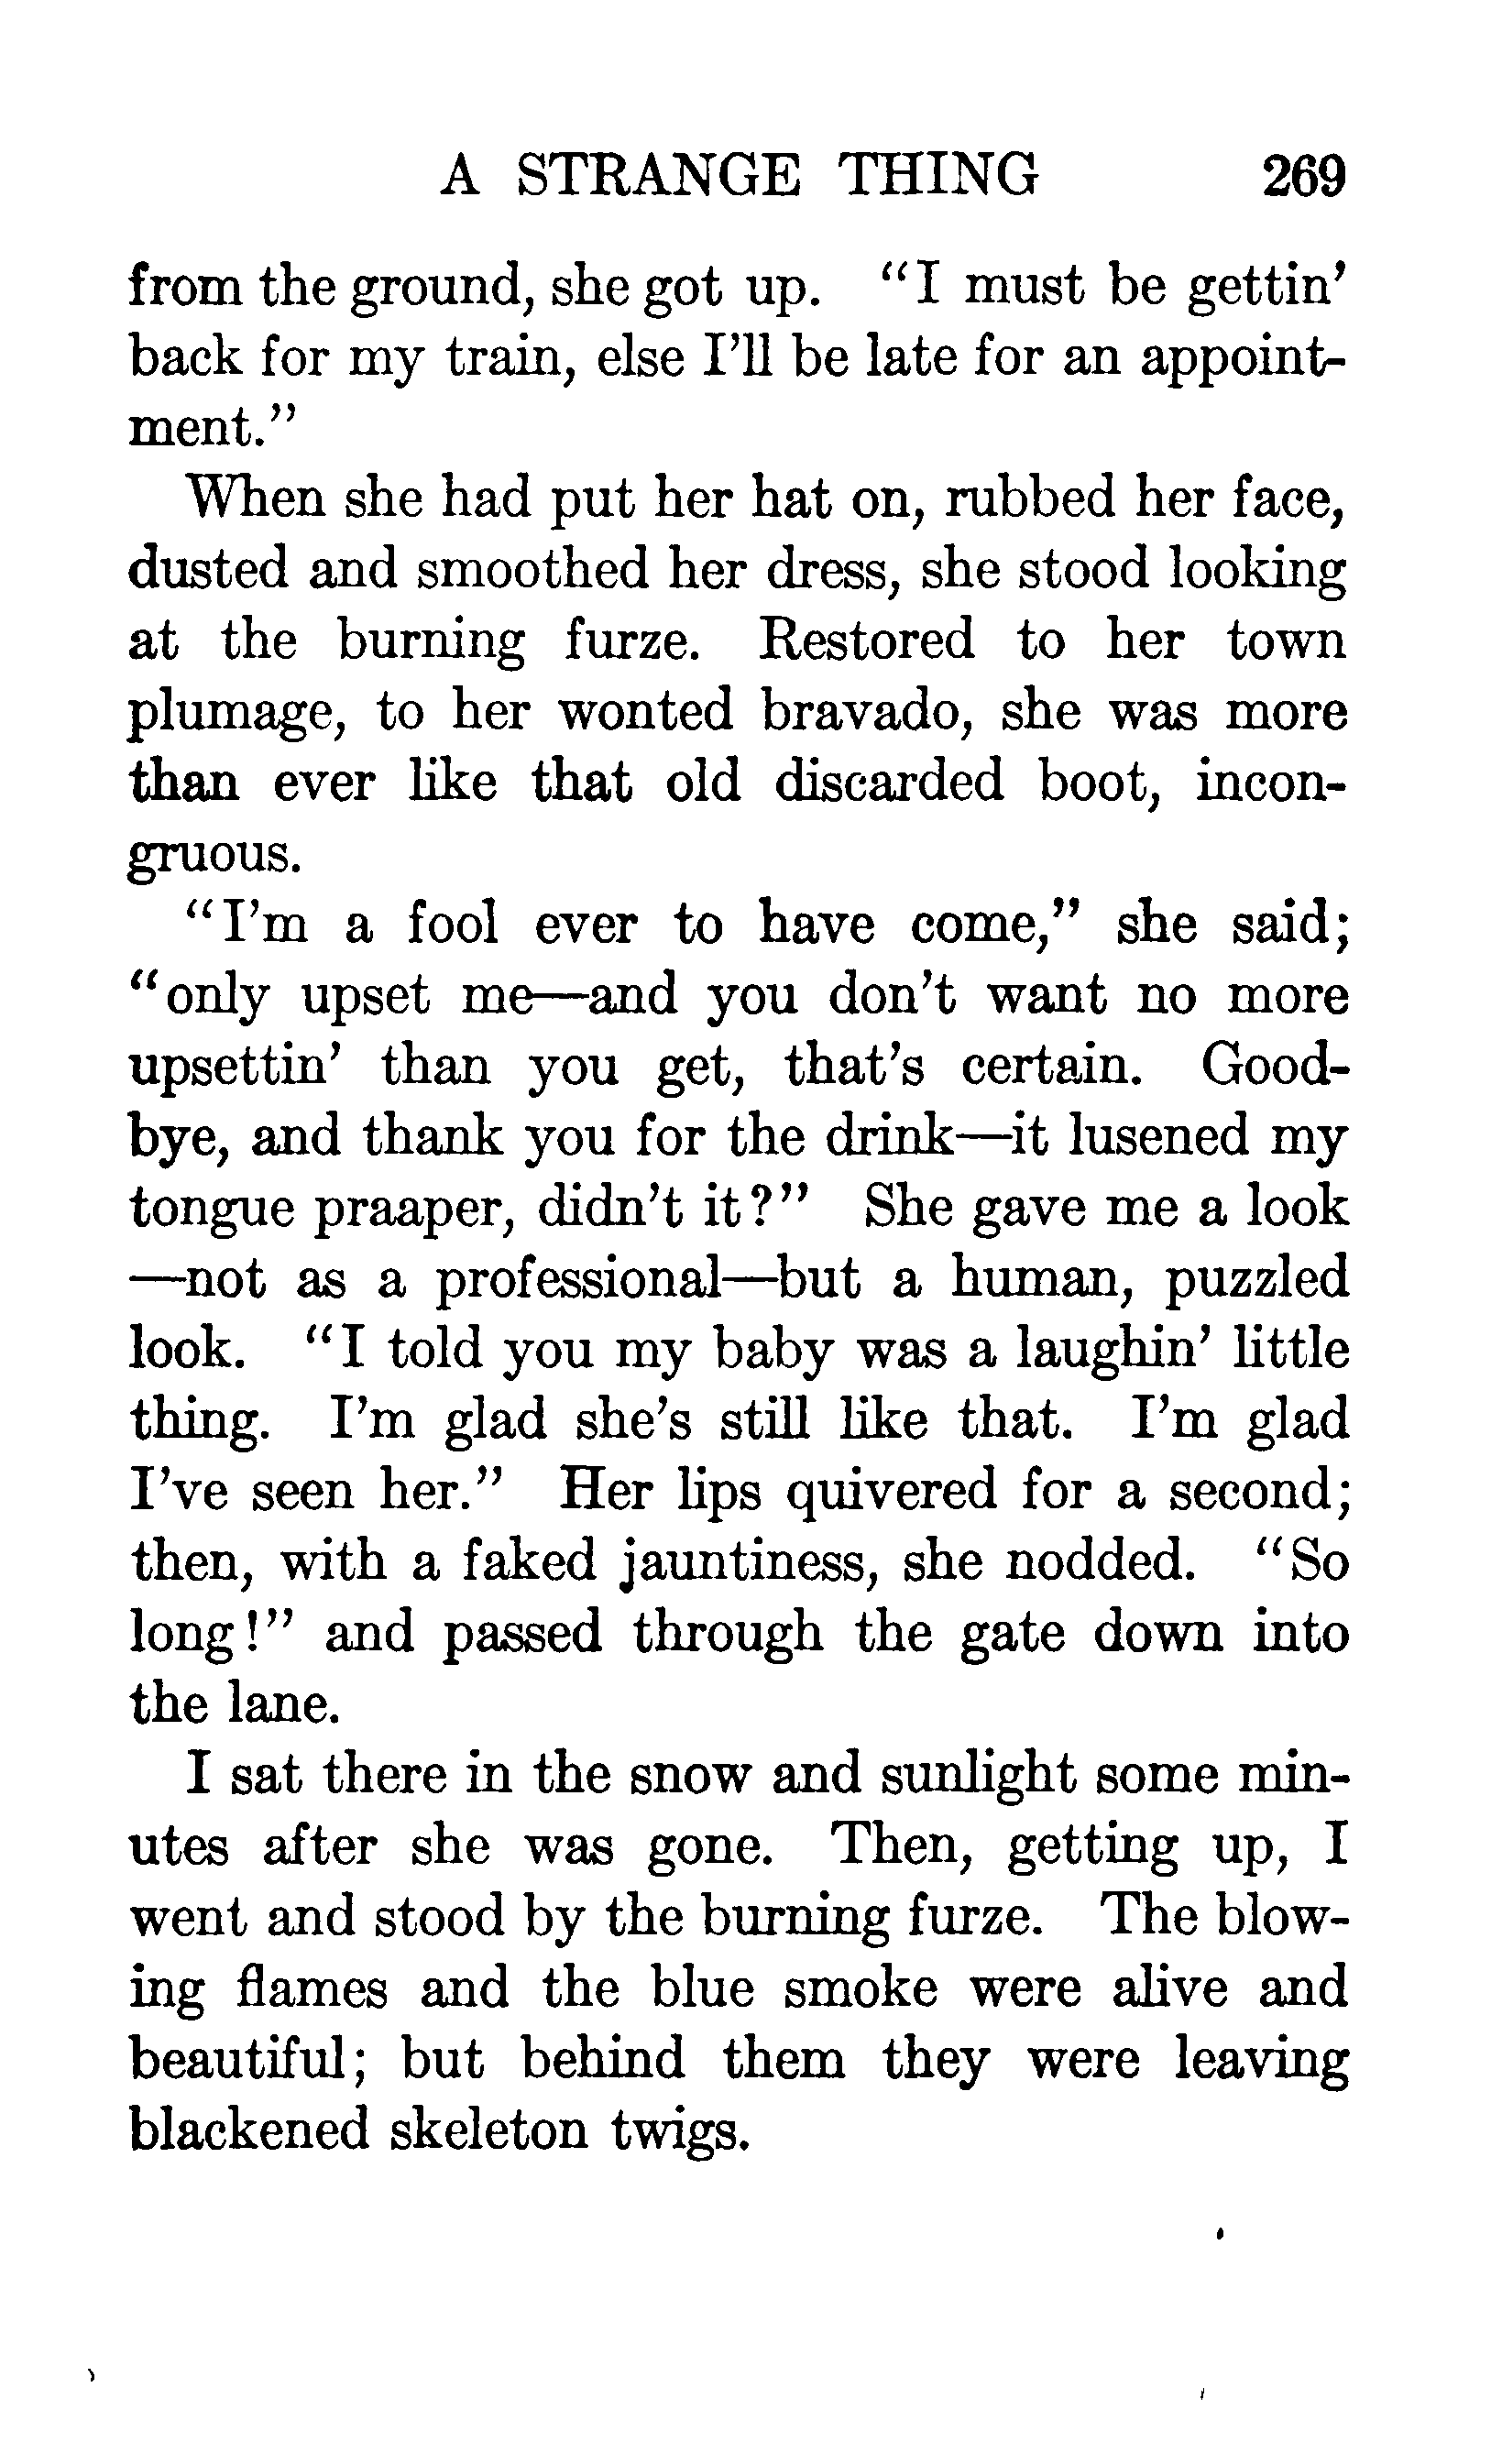 A STRANGE THING 269
from the ground, she got up. "I must be gettin'
back for my train, else I'll be late for an appoint-
ment."
When she had put her hat on, rubbed her face,
dusted and smoothed her dress, she stood looking
at the burning furze. Restored to her town
plumage, to her wonted bravado, she was more
than ever like that old discarded boot, incon-
gruous.
"I'm a fool ever to have come," she said;
"only upset me—and you don't want no more
upsettin' than you get, that's certain. Good-
bye, and thank you for the drink—it lusened my
tongue praaper, didn't it?" She gave me a look
—not as a professional—but a human, puzzled
look. "I told you my baby was a laughin' little
thing. I'm glad she's still like that. I'm glad
I've seen her." Her lips quivered for a second;
then, with a faked jauntiness, she nodded. "So
long!" and passed through the gate down into
the lane.
I sat there in the snow and sunlight some min-
utes after she was gone. Then, getting up, I
went and stood by the burning furze. The blow-
ing flames and the blue smoke were alive and
beautiful; but behind them they were leaving
blackened skeleton twigs.